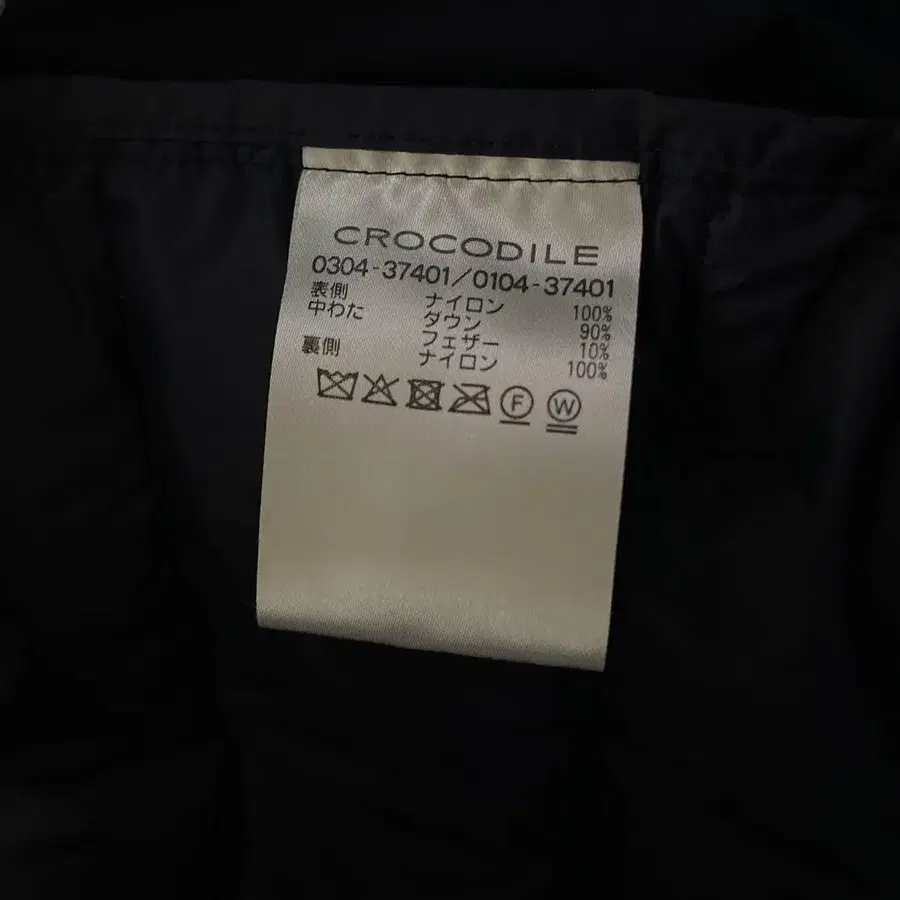 CROCODILE
0304-37401/0104-37401
表側 ナイロン 100%
中わた ダウン 90%
フェザー 10%
裏側 ナイロン 100%
F W